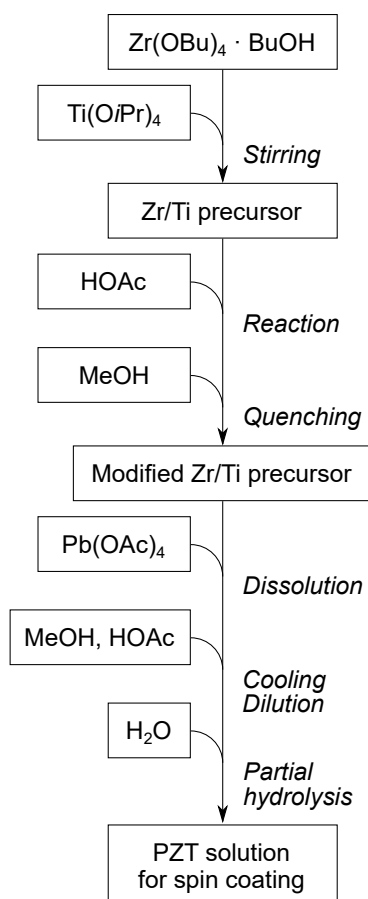 Zr(OBu)₄ · BuOH
Ti(OiPr)₄
Stirring
Zr/Ti precursor
HOAc
Reaction
MeOH
Quenching
Modified Zr/Ti precursor
Pb(OAc)₄
Dissolution
MeOH, HOAc
Cooling
Dilution
H₂O
Partial
hydrolysis
PZT solution
for spin coating